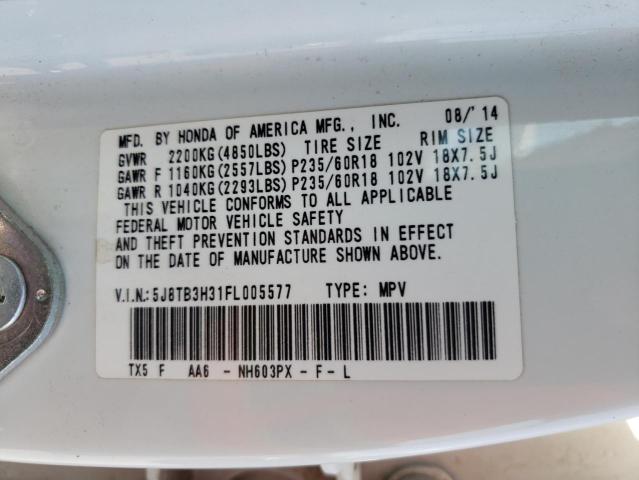 08/'14
MFD. BY HONDA OF AMERICA MFG., INC.
GVWR 2200KG(4850LBS) TIRE SIZE RIM SIZE
GAWR F 1160KG(2557LBS)P235/60R18 102V 18X7.5J
GAWR R 1040KG(2293LBS)P235/60R18 102V 18X7.5J
THIS VEHICLE CONFORMS TO ALL APPLICABLE
FEDERAL MOTOR VEHICLE SAFETY
AND THEFT PREVENTION STANDARDS IN EFFECT
ON THE DATE OF MANUFACTURE SHOWN ABOVE.
V.I.N.:5J8TB3H31FL005577 TYPE: MPV
TX5 F AA6 - NH603PX - F - L